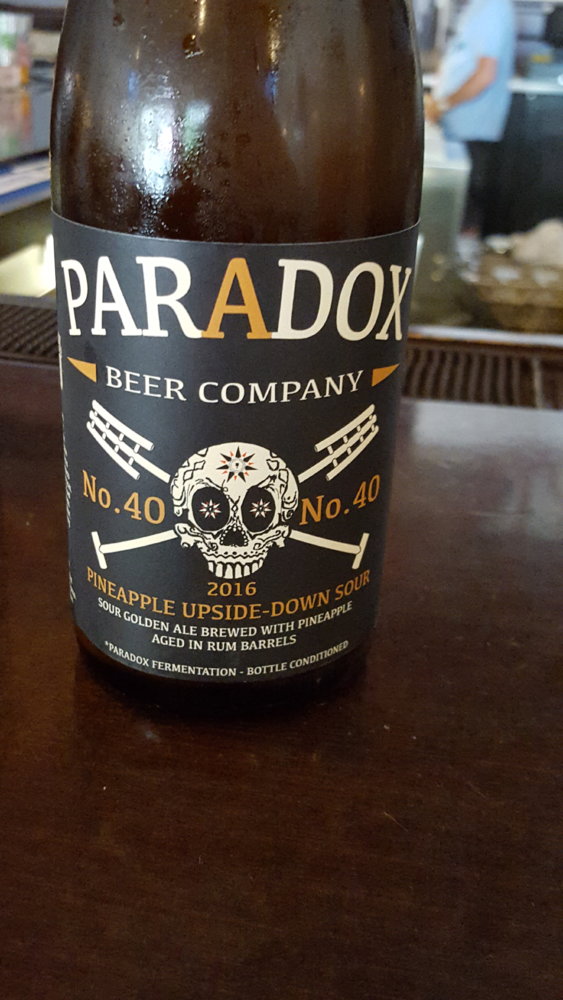 PARADOX
BEER COMPANY
No.40
No.40
2016
PINEAPPLE UPSIDE-DOWN SOUR
SOUR GOLDEN ALE BREWED WITH PINEAPPLE
AGED IN RUM BARRELS
*PARADOX FERMENTATION - BOTTLE CONDITIONED